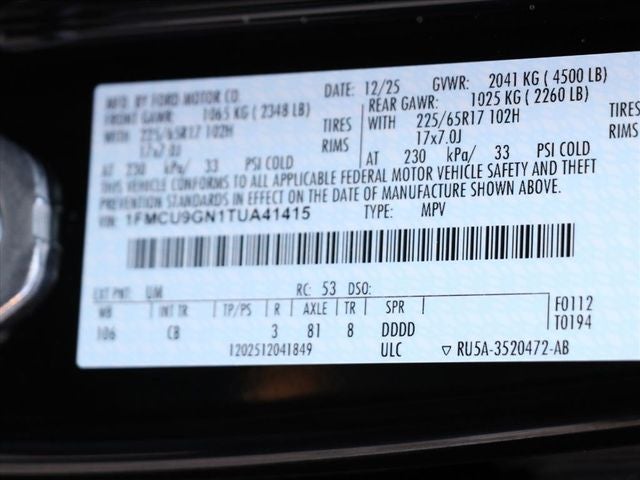 MFD. BY FORD MOTOR CO. DATE: 12/25 GVWR: 2041 KG ( 4500 LB)
FRONT GAWR: 1065 KG ( 2348 LB) REAR GAWR: 1025 KG ( 2260 LB)
WITH 225/65R17 102H TIRES WITH 225/65R17 102H TIRES
17x7.0J RIMS 17x7.0J RIMS
AT 230 kPa/ 33 PSI COLD AT 230 kPa/ 33 PSI COLD
THIS VEHICLE CONFORMS TO ALL APPLICABLE FEDERAL MOTOR VEHICLE SAFETY AND THEFT
PREVENTION STANDARDS IN EFFECT ON THE DATE OF MANUFACTURE SHOWN ABOVE.
VIN: 1FMCU9GN1TUA41415 TYPE: MPV
EXT PNT: UM RC: 53 DSO:
WB INT TR TP/PS R AXLE TR SPR F0112
106 CB 3 81 8 DDDD T0194
1202512041849 ULC ▽ RU5A-3520472-AB